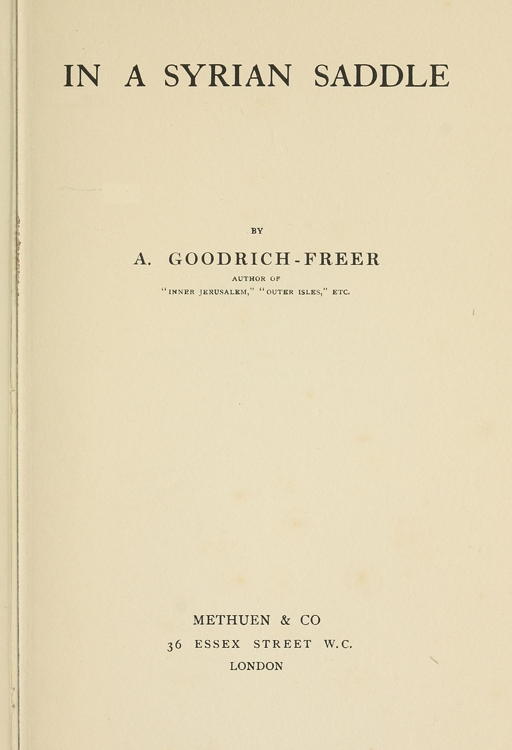 IN A SYRIAN SADDLE
BY
A. GOODRICH-FREER
AUTHOR OF
"INNER JERUSALEM," "OUTER ISLES," ETC.
METHUEN & CO
36 ESSEX STREET W.C.
LONDON